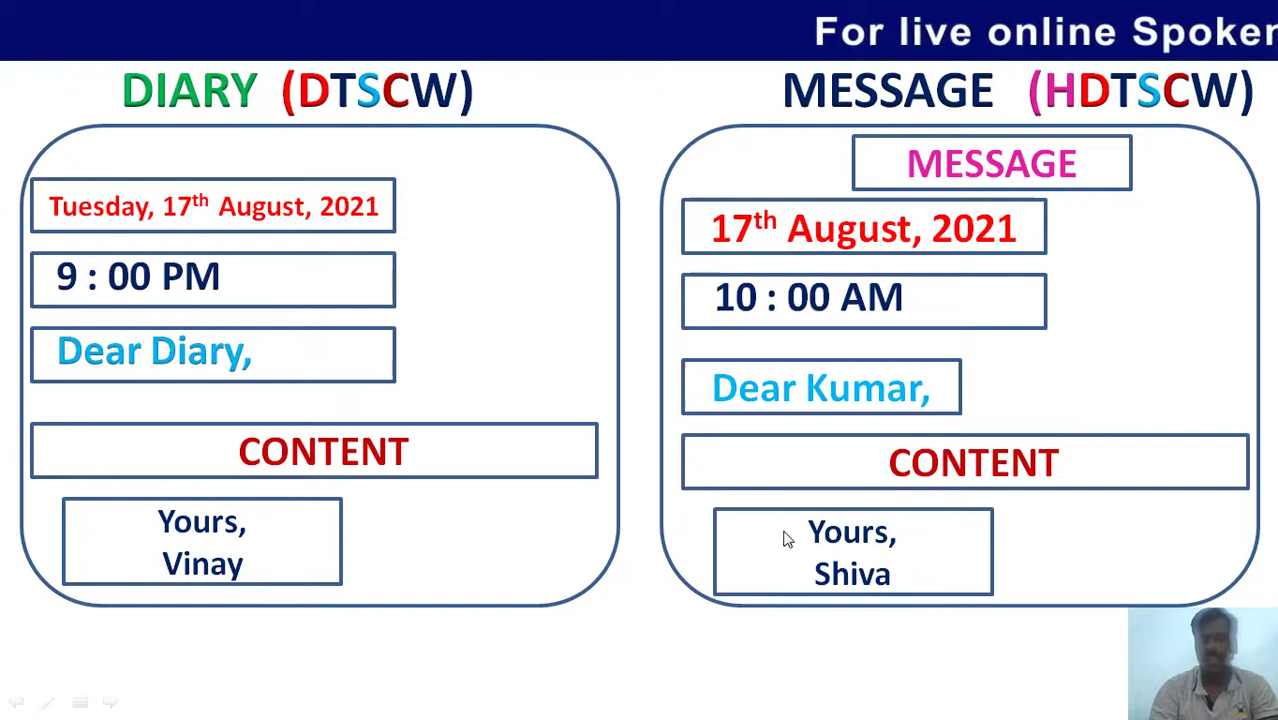 For live online Spoken
DIARY (DTSCW)
Tuesday, 17th August, 2021
9 : 00 PM
Dear Diary,
CONTENT
Yours,
Vinay
MESSAGE (HDTSCW)
MESSAGE
17th August, 2021
10 : 00 AM
Dear Kumar,
CONTENT
Yours,
Shiva